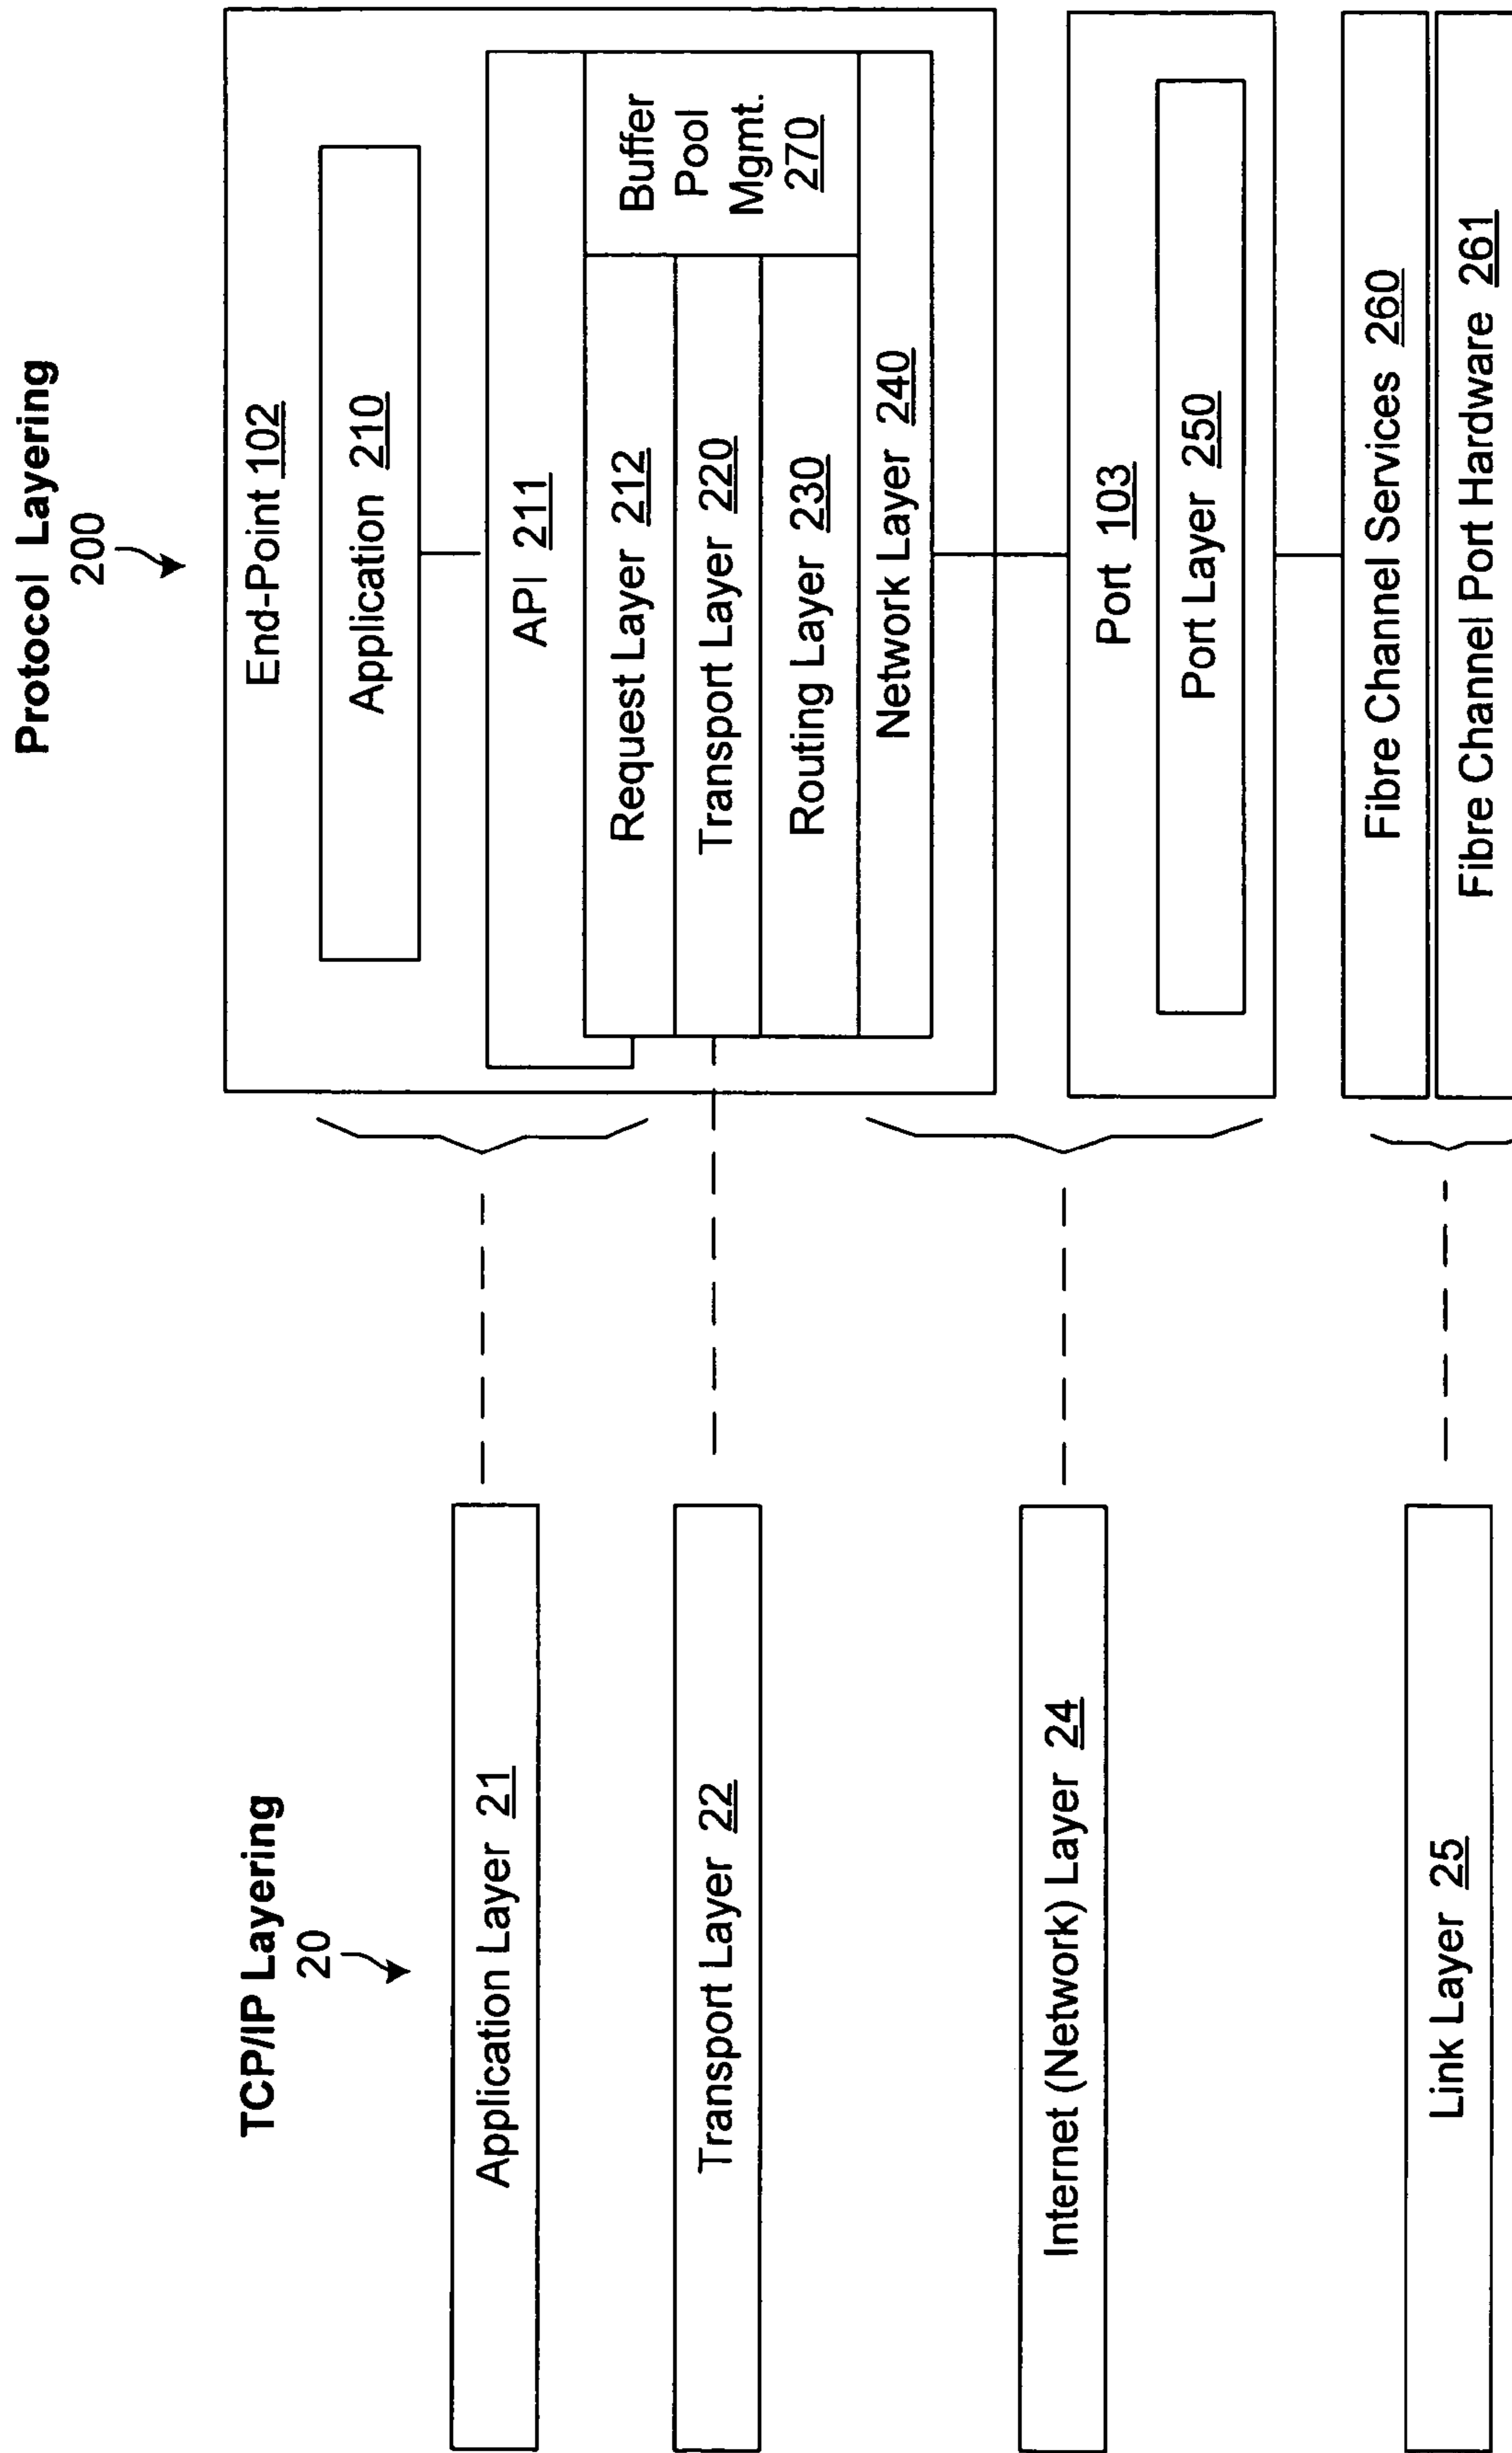 TCP/IP Layering
20
Application Layer 21
Transport Layer 22
Internet (Network) Layer 24
Link Layer 25
Protocol Layering
200
End-Point 102
Application 210
API 211
Request Layer 212
Transport Layer 220
Routing Layer 230
Buffer
Pool
Mgmt.
270
Network Layer 240
Port 103
Port Layer 250
Fibre Channel Services 260
Fibre Channel Port Hardware 261